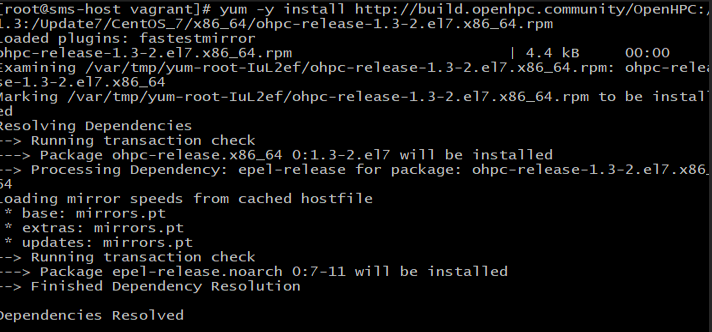 [root@sms-host vagrant]# yum -y install http://build.openhpc.community/OpenHPC:/
1.3:/Update7/CentOS_7/x86_64/ohpc-release-1.3-2.el7.x86_64.rpm
Loaded plugins: fastestmirror
ohpc-release-1.3-2.el7.x86_64.rpm | 4.4 kB 00:00
Examining /var/tmp/yum-root-IuL2ef/ohpc-release-1.3-2.el7.x86_64.rpm: ohpc-relea
se-1.3-2.el7.x86_64
Marking /var/tmp/yum-root-IuL2ef/ohpc-release-1.3-2.el7.x86_64.rpm to be install
ed
Resolving Dependencies
--> Running transaction check
---> Package ohpc-release.x86_64 0:1.3-2.el7 will be installed
--> Processing Dependency: epel-release for package: ohpc-release-1.3-2.el7.x86_
64
Loading mirror speeds from cached hostfile
* base: mirrors.pt
* extras: mirrors.pt
* updates: mirrors.pt
--> Running transaction check
---> Package epel-release.noarch 0:7-11 will be installed
--> Finished Dependency Resolution
Dependencies Resolved